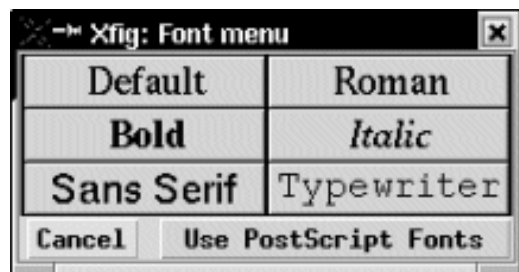 Xfig: Font menu
Default Roman
Bold Italic
Sans Serif Typewriter
Cancel Use PostScript Fonts